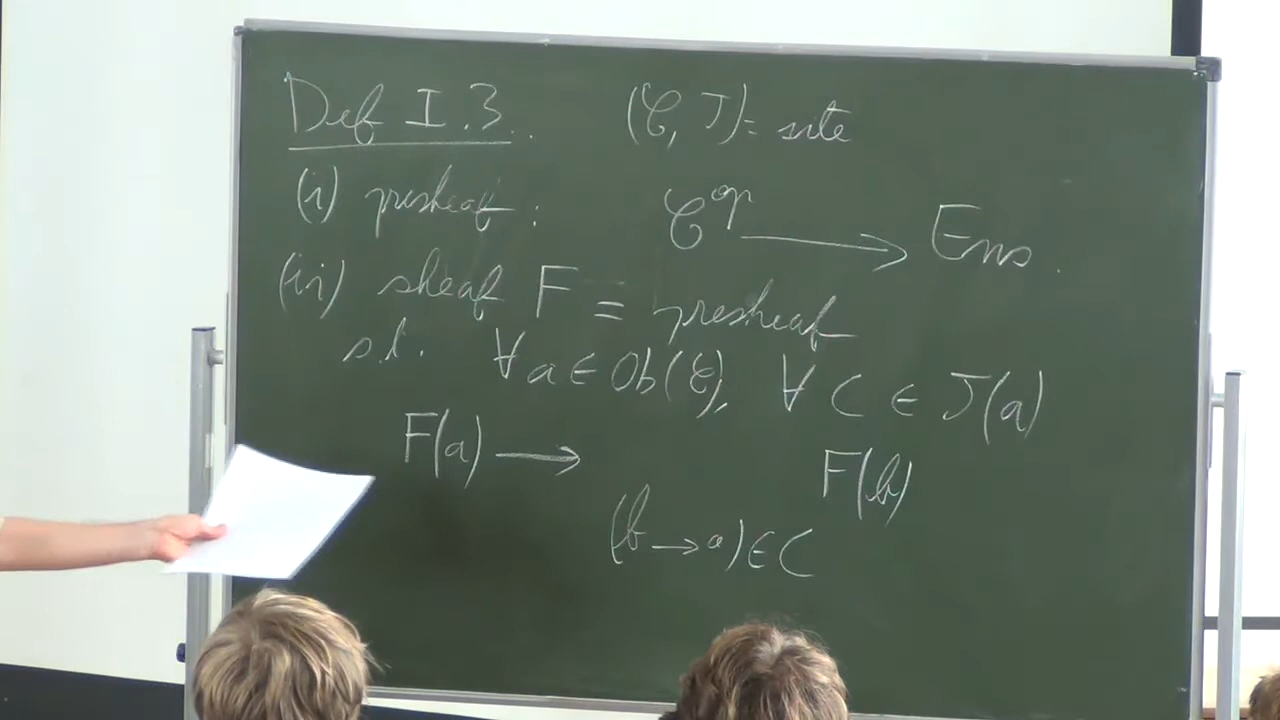 Def I.3. (𝒞, J) = site
(i) presheaf : 𝒞^op ⟶ Ens.
(ii) sheaf F = presheaf
s.t. ∀ a ∈ Ob(𝒞), ∀ C ∈ J(a)
F(a) ⟶ F(b)
(b → a) ∈ C